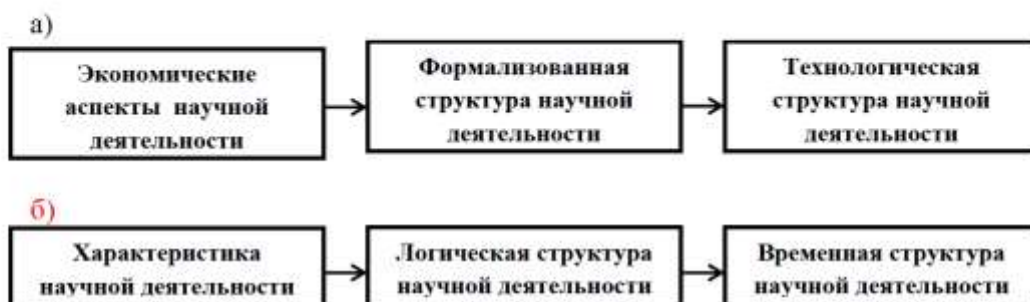 а)
Экономические
аспекты научной
деятельности
Формализованная
структура научной
деятельности
Технологическая
структура научной
деятельности
б)
Характеристика
научной деятельности
Логическая структура
научной деятельности
Временная структура
научной деятельности